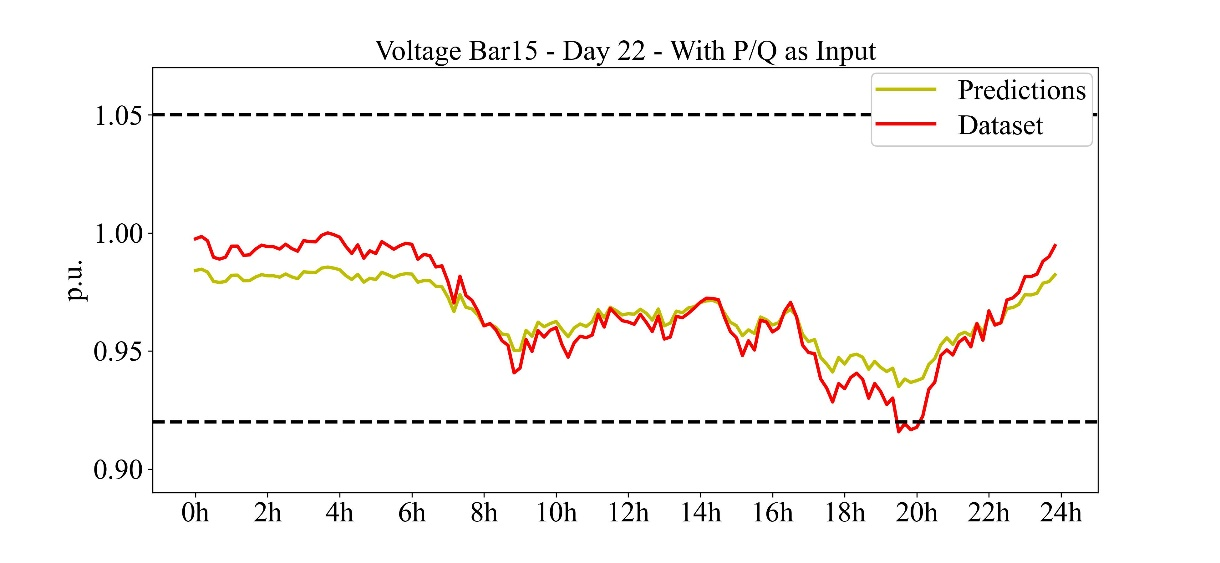 Voltage Bar15 - Day 22 - With P/Q as Input
Predictions
Dataset
1.05
1.00
0.95
0.90
p.u.
0h 2h 4h 6h 8h 10h 12h 14h 16h 18h 20h 22h 24h